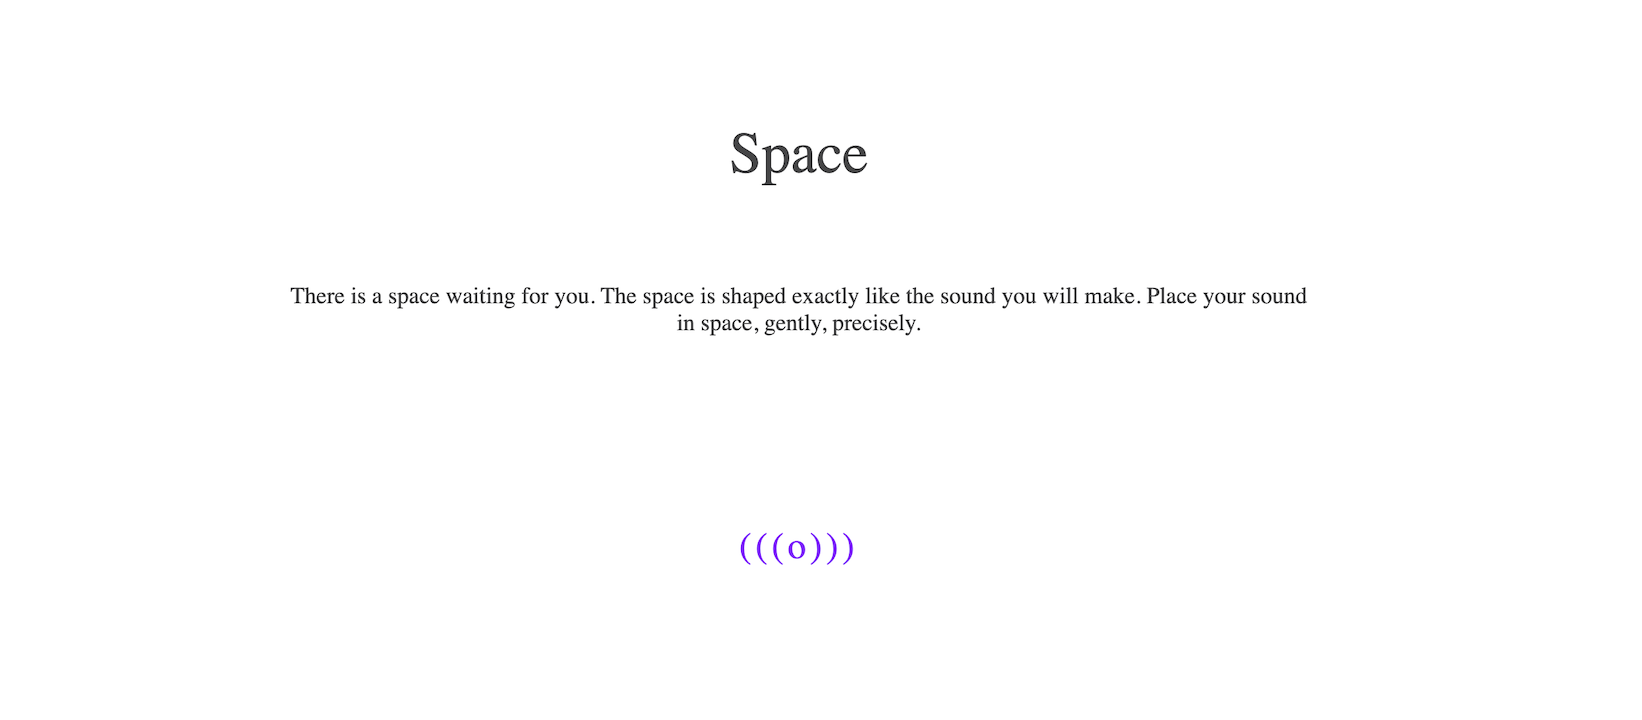 Space
There is a space waiting for you. The space is shaped exactly like the sound you will make. Place your sound
in space, gently, precisely.
(((o)))